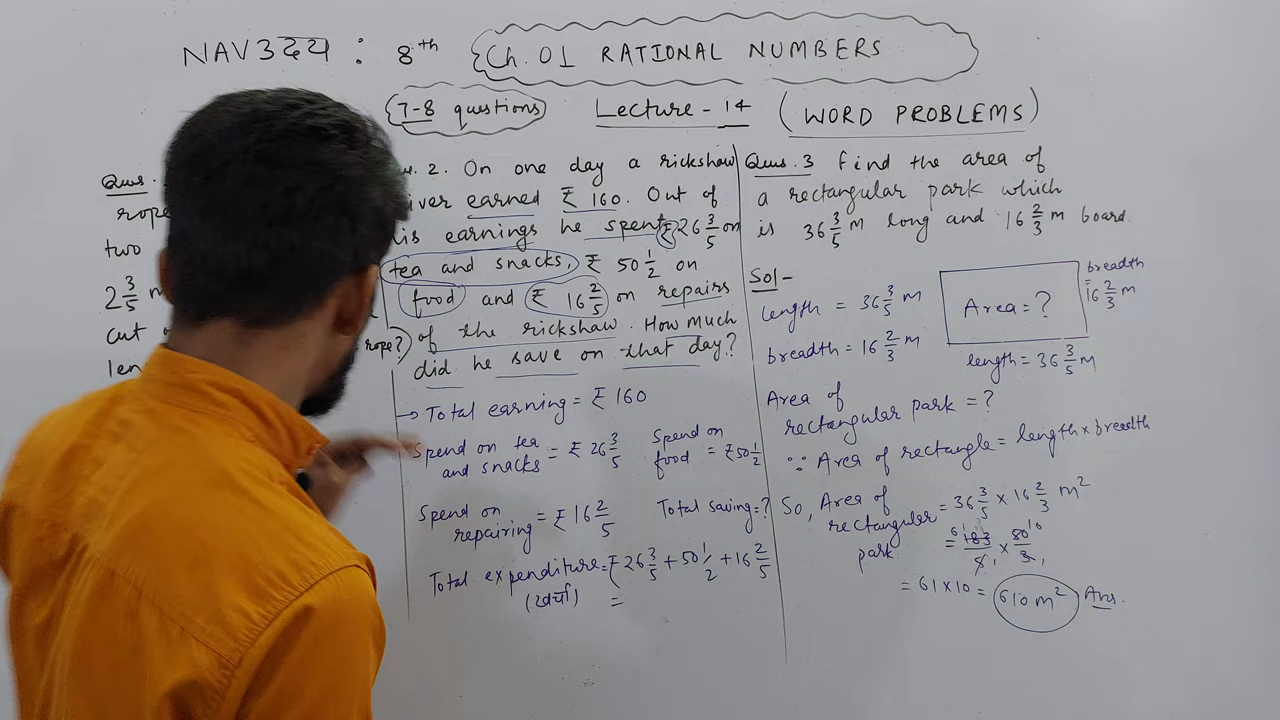 NAV3द्दश : 8th Ch. 01 RATIONAL NUMBERS
7-8 questions Lecture - 14 (WORD PROBLEMS)
Ques.
rope
two
2 3/5 m
cut
len
rope?)
2. On one day a rickshaw
iver earned ₹ 160. Out of
his earnings he spent ₹ 26 3/5 on
tea and snacks, ₹ 50 1/2 on
food and ₹ 16 2/5 on repairs
of the rickshaw. How much
did he save on that day?
→ Total earning = ₹ 160
Spend on tea and snacks = ₹ 26 3/5
Spend on food = ₹ 50 1/2
Spend on repairing = ₹ 16 2/5
Total saving = ?
Total expenditure = ₹ 26 3/5 + 50 1/2 + 16 2/5
(खर्चा) =
Ques. 3 Find the area of
a rectangular park which
is 36 3/5 m long and 16 2/3 m board.
Sol-
length = 36 3/5 m
breadth = 16 2/3 m
Area = ?
breadth
= 16 2/3 m
length = 36 3/5 m
Area of
rectangular park = ?
∵ Area of rectangle = length × breadth
So, Area of rectangular park = 36 3/5 × 16 2/3 m²
= 183/5 × 50/3
= 61 × 10 = 610 m² Ans.